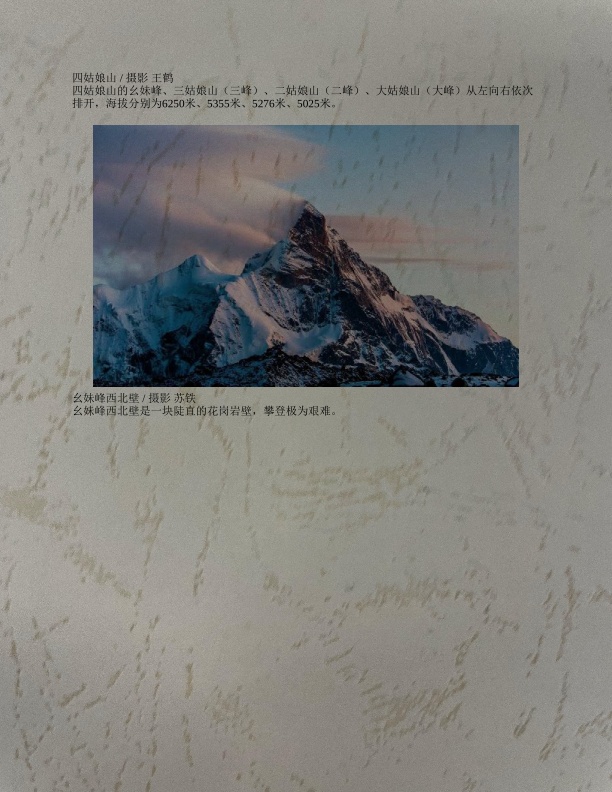 四姑娘山 / 摄影 王鹤
四姑娘山的幺妹峰、三姑娘山（三峰）、二姑娘山（二峰）、大姑娘山（大峰）从左向右依次
排开，海拔分别为6250米、5355米、5276米、5025米。
幺妹峰西北壁 / 摄影 苏铁
幺妹峰西北壁是一块陡直的花岗岩壁，攀登极为艰难。